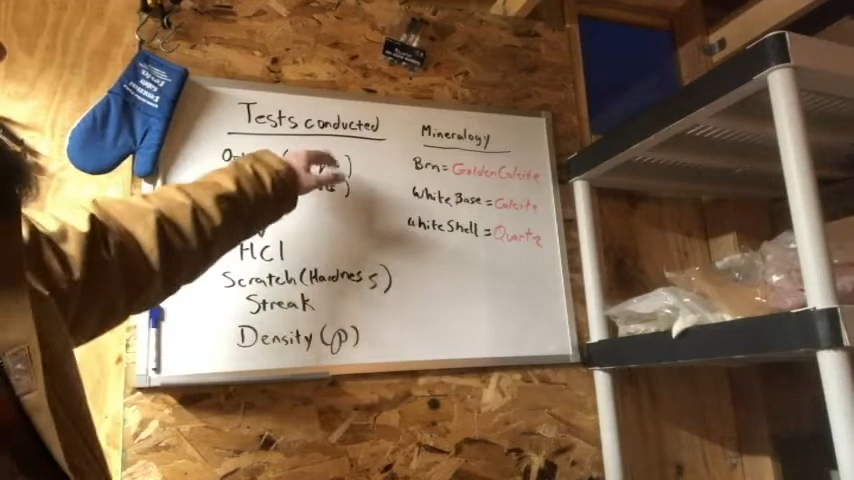 Tests conducted
HCl
Scratch (Hardness)
Streak
Density (ρ)
Mineralogy
Brn = Golden Calcite
White Base = Calcite
White Shell = Quartz